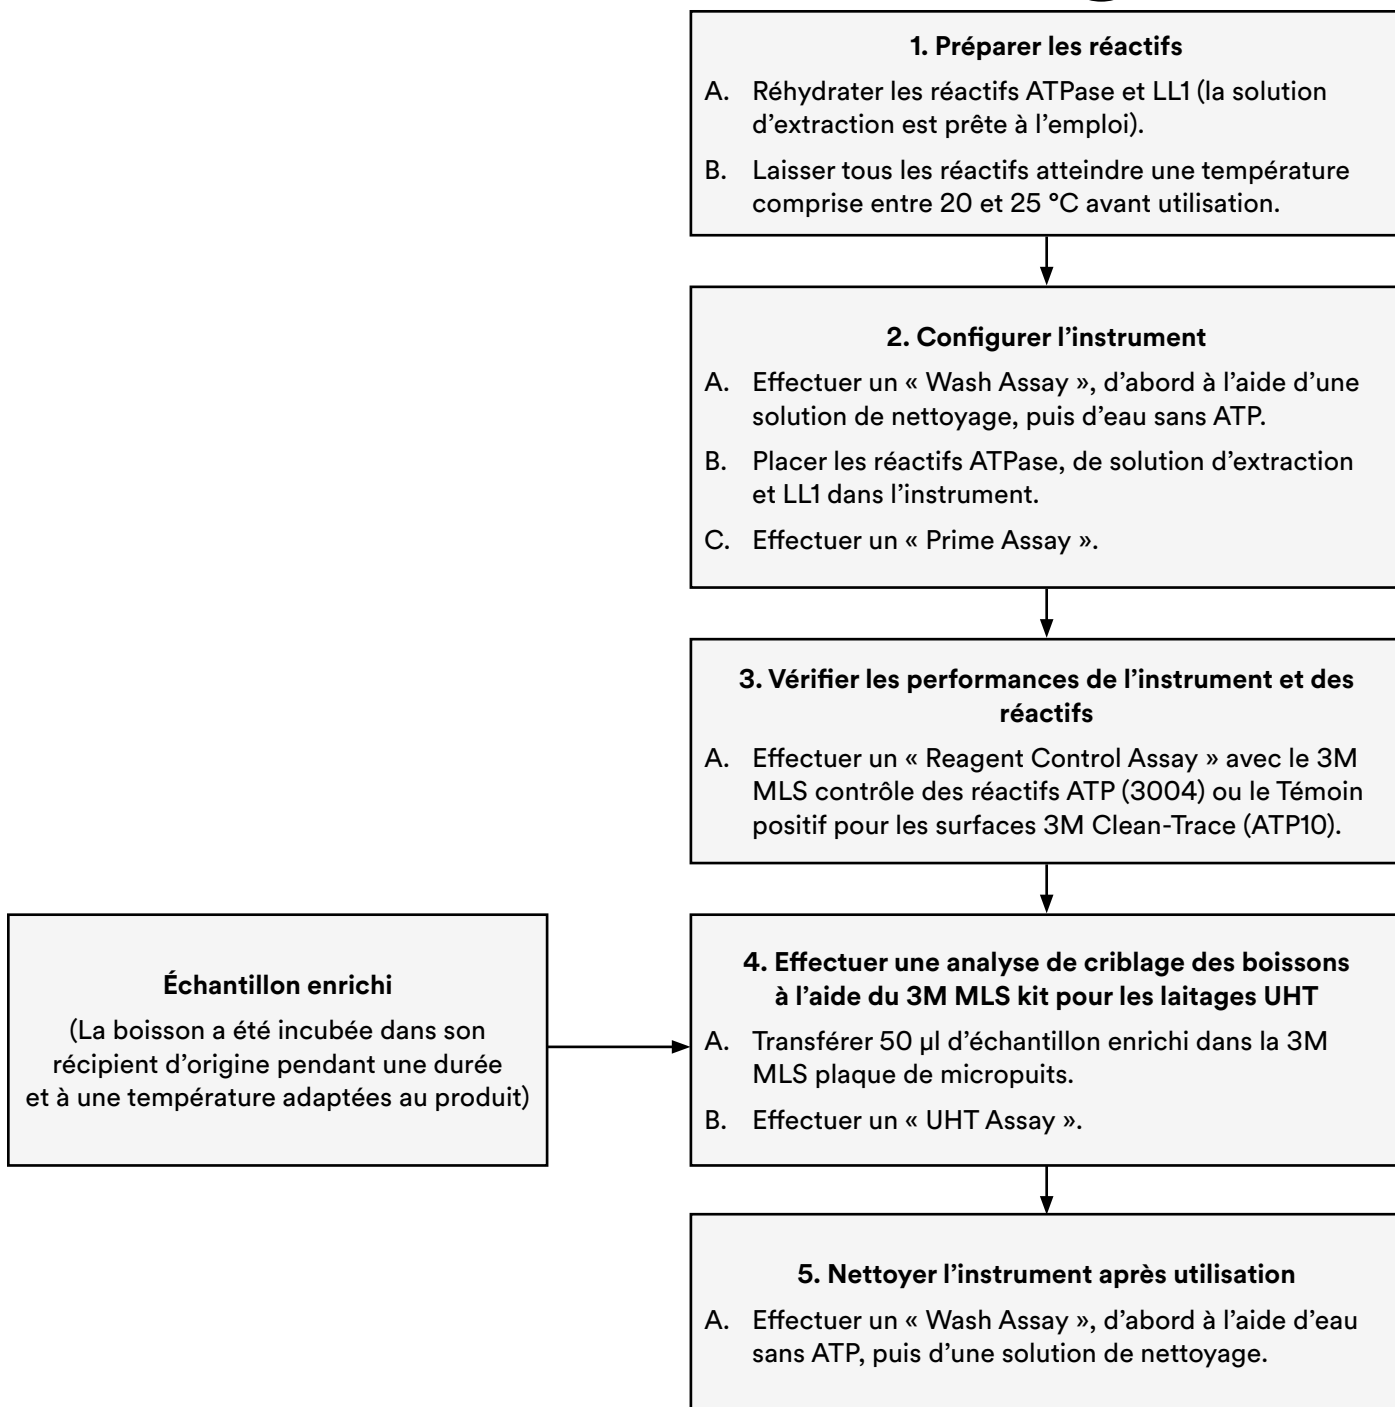 1. Préparer les réactifs
A. Réhydrater les réactifs ATPase et LL1 (la solution
d’extraction est prête à l’emploi).
B. Laisser tous les réactifs atteindre une température
comprise entre 20 et 25 °C avant utilisation.
2. Configurer l’instrument
A. Effectuer un « Wash Assay », d’abord à l’aide d’une
solution de nettoyage, puis d’eau sans ATP.
B. Placer les réactifs ATPase, de solution d’extraction
et LL1 dans l’instrument.
C. Effectuer un « Prime Assay ».
3. Vérifier les performances de l’instrument et des
réactifs
A. Effectuer un « Reagent Control Assay » avec le 3M
MLS contrôle des réactifs ATP (3004) ou le Témoin
positif pour les surfaces 3M Clean-Trace (ATP10).
Échantillon enrichi
(La boisson a été incubée dans son
récipient d’origine pendant une durée
et à une température adaptées au produit)
4. Effectuer une analyse de criblage des boissons
à l’aide du 3M MLS kit pour les laitages UHT
A. Transférer 50 µl d’échantillon enrichi dans la 3M
MLS plaque de micropuits.
B. Effectuer un « UHT Assay ».
5. Nettoyer l’instrument après utilisation
A. Effectuer un « Wash Assay », d’abord à l’aide d’eau
sans ATP, puis d’une solution de nettoyage.